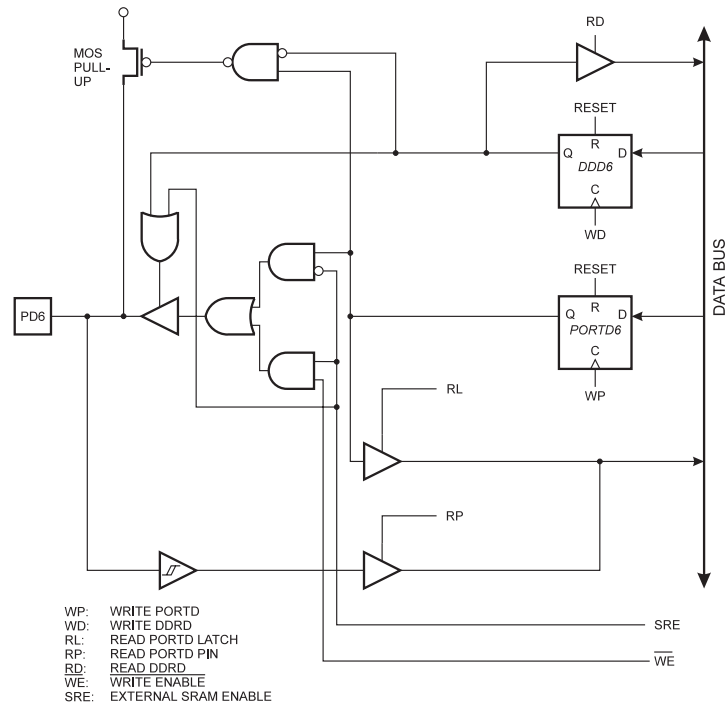 RD
MOS
PULL-
UP
RESET
R
Q
D
DDD6
C
WD
RESET
R
Q
D
PORTD6
C
WP
DATA BUS
PD6
RL
RP
WP: WRITE PORTD
WD: WRITE DDRD
RL: READ PORTD LATCH
RP: READ PORTD PIN
RD: READ DDRD
WE: WRITE ENABLE
SRE: EXTERNAL SRAM ENABLE
SRE
WE